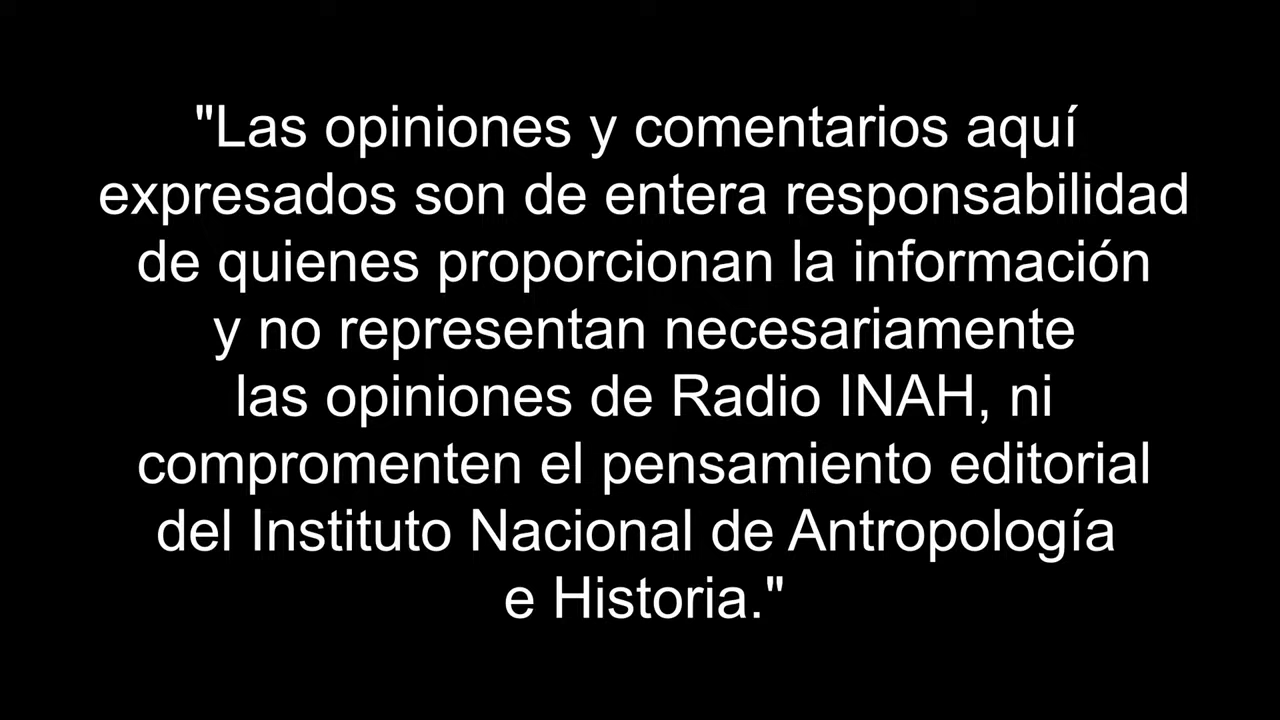 "Las opiniones y comentarios aquí
expresados son de entera responsabilidad
de quienes proporcionan la información
y no representan necesariamente
las opiniones de Radio INAH, ni
compromenten el pensamiento editorial
del Instituto Nacional de Antropología
e Historia."